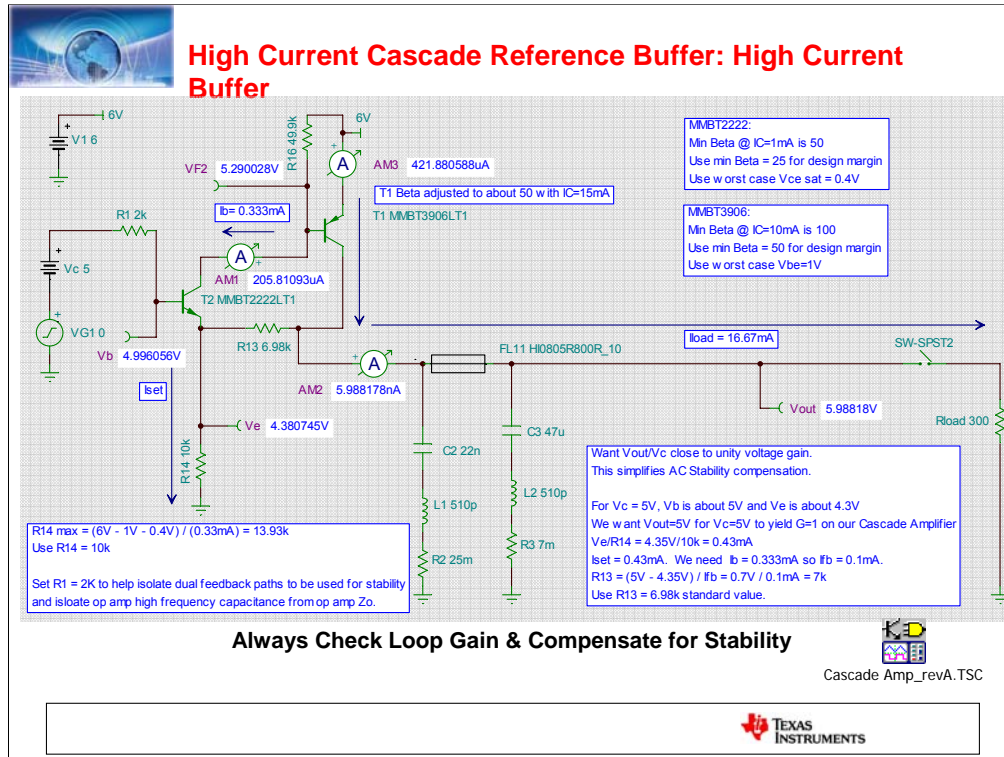 High Current Cascade Reference Buffer: High Current
Buffer
6V
V1 6
+
R16 49.9k
6V
+
A
AM3 421.880588uA
VF2 5.290028V
T1 Beta adjusted to about 50 with IC=15mA
Ib= 0.333mA
T1 MMBT3906LT1
MMBT2222:
Min Beta @ IC=1mA is 50
Use min Beta = 25 for design margin
Use worst case Vce sat = 0.4V
MMBT3906:
Min Beta @ IC=10mA is 100
Use min Beta = 50 for design margin
Use worst case Vbe=1V
R1 2k
+
Vc 5
A
+
AM1 205.81093uA
T2 MMBT2222LT1
+
VG1 0
R13 6.98k
Vb 4.996056V
Iset
+
A
AM2 5.988178nA
FL11 HI0805R800R_10
Iload = 16.67mA
SW-SPST2
Ve 4.380745V
Vout 5.98818V
Rload 300
R14 10k
C2 22n
C3 47u
L1 510p
L2 510p
R2 25m
R3 7m
Want Vout/Vc close to unity voltage gain.
This simplifies AC Stability compensation.
For Vc = 5V, Vb is about 5V and Ve is about 4.3V
We want Vout=5V for Vc=5V to yield G=1 on our Cascade Amplifier
Ve/R14 = 4.35V/10k = 0.43mA
Iset = 0.43mA. We need Ib = 0.333mA so Ifb = 0.1mA.
R13 = (5V - 4.35V) / Ifb = 0.7V / 0.1mA = 7k
Use R13 = 6.98k standard value.
R14 max = (6V - 1V - 0.4V) / (0.33mA) = 13.93k
Use R14 = 10k
Set R1 = 2K to help isolate dual feedback paths to be used for stability
and isloate op amp high frequency capacitance from op amp Zo.
Always Check Loop Gain & Compensate for Stability
Cascade Amp_revA.TSC
TEXAS
INSTRUMENTS